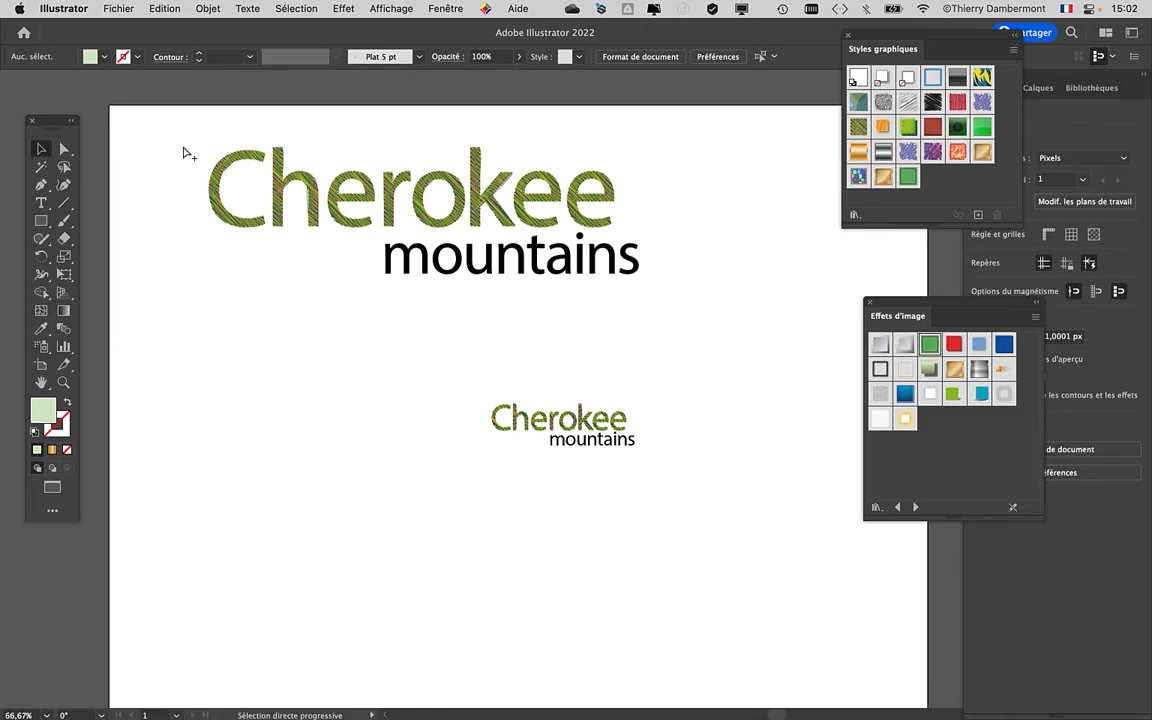 Illustrator Fichier Edition Objet Texte Sélection Effet Affichage Fenêtre Aide ©Thierry Dambermont 15:02
Adobe Illustrator 2022
artager
Auc. sélect. Contour : Plat 5 pt Opacité : 100% Style : Format de document Préférences
Styles graphiques
Calques Bibliothèques
Cherokee
mountains
s : Pixels
1
Modif. les plans de travail
Règle et grilles
Repères
Options du magnétisme
Effets d'image
1,0001 px
s d'aperçu
e les contours et les effets
Cherokee
mountains
de document
éférences
66,67% 0° 1 Sélection directe progressive